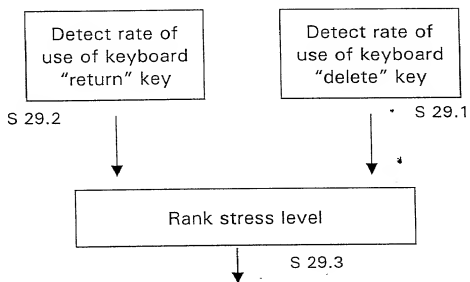 Detect rate of
use of keyboard
“return” key
Detect rate of
use of keyboard
“delete” key
S 29.2
S 29.1
Rank stress level
S 29.3